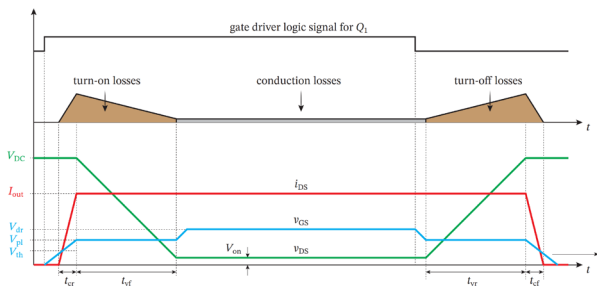 gate driver logic signal for Q1
turn-on losses
conduction losses
turn-off losses
t
VDC
Iout
iDS
Vdr
vGS
Vpl
Vth
Von
vDS
t
tcr
tvf
tvr
tcf